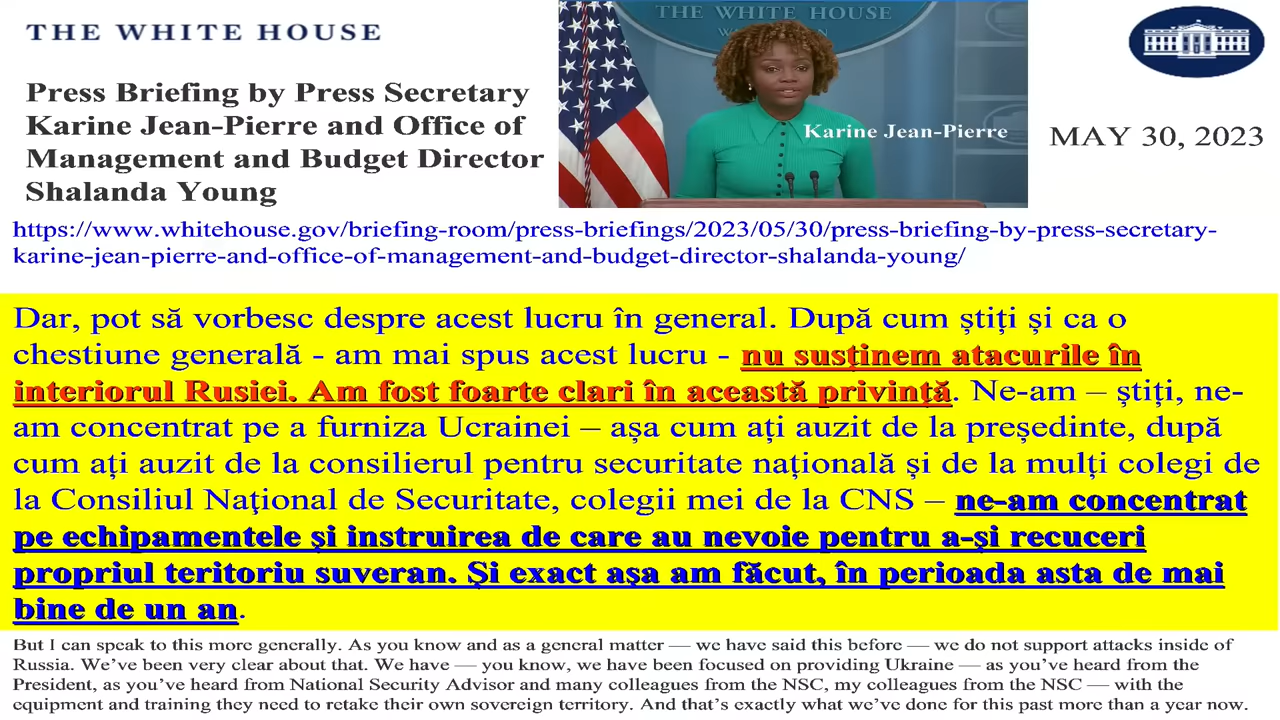 THE WHITE HOUSE
Press Briefing by Press Secretary
Karine Jean-Pierre and Office of
Management and Budget Director
Shalanda Young
THE WHITE HOUSE
Karine Jean-Pierre
MAY 30, 2023
https://www.whitehouse.gov/briefing-room/press-briefings/2023/05/30/press-briefing-by-press-secretary-
karine-jean-pierre-and-office-of-management-and-budget-director-shalanda-young/
Dar, pot să vorbesc despre acest lucru în general. După cum știți și ca o
chestiune generală - am mai spus acest lucru - nu susținem atacurile în
interiorul Rusiei. Am fost foarte clari în această privință. Ne-am – știți, ne-
am concentrat pe a furniza Ucrainei – așa cum ați auzit de la președinte, după
cum ați auzit de la consilierul pentru securitate națională și de la mulți colegi de
la Consiliul Naţional de Securitate, colegii mei de la CNS – ne-am concentrat
pe echipamentele și instruirea de care au nevoie pentru a-și recuceri
propriul teritoriu suveran. Și exact așa am făcut, în perioada asta de mai
bine de un an.
But I can speak to this more generally. As you know and as a general matter — we have said this before — we do not support attacks inside of
Russia. We've been very clear about that. We have — you know, we have been focused on providing Ukraine — as you've heard from the
President, as you've heard from National Security Advisor and many colleagues from the NSC, my colleagues from the NSC — with the
equipment and training they need to retake their own sovereign territory. And that's exactly what we've done for this past more than a year now.